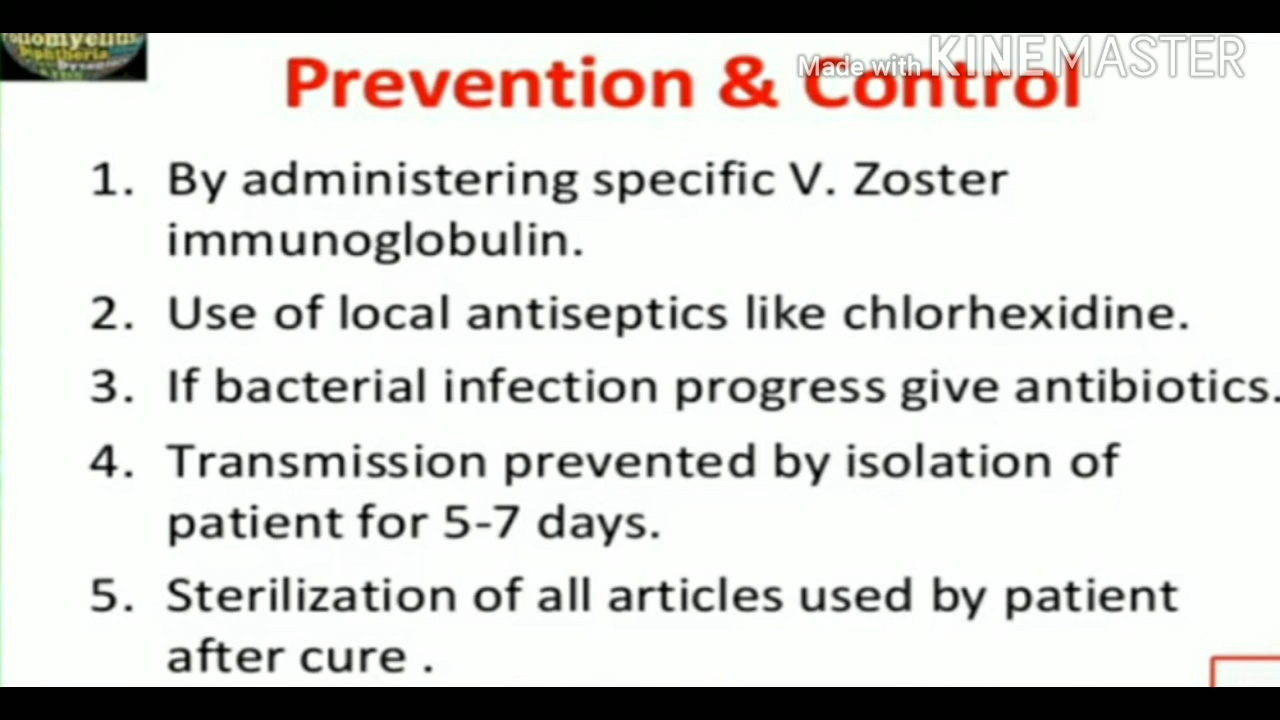 Diphtheria
Made with KINEMASTER
Prevention & Control
1. By administering specific V. Zoster
immunoglobulin.
2. Use of local antiseptics like chlorhexidine.
3. If bacterial infection progress give antibiotics.
4. Transmission prevented by isolation of
patient for 5-7 days.
5. Sterilization of all articles used by patient
after cure .